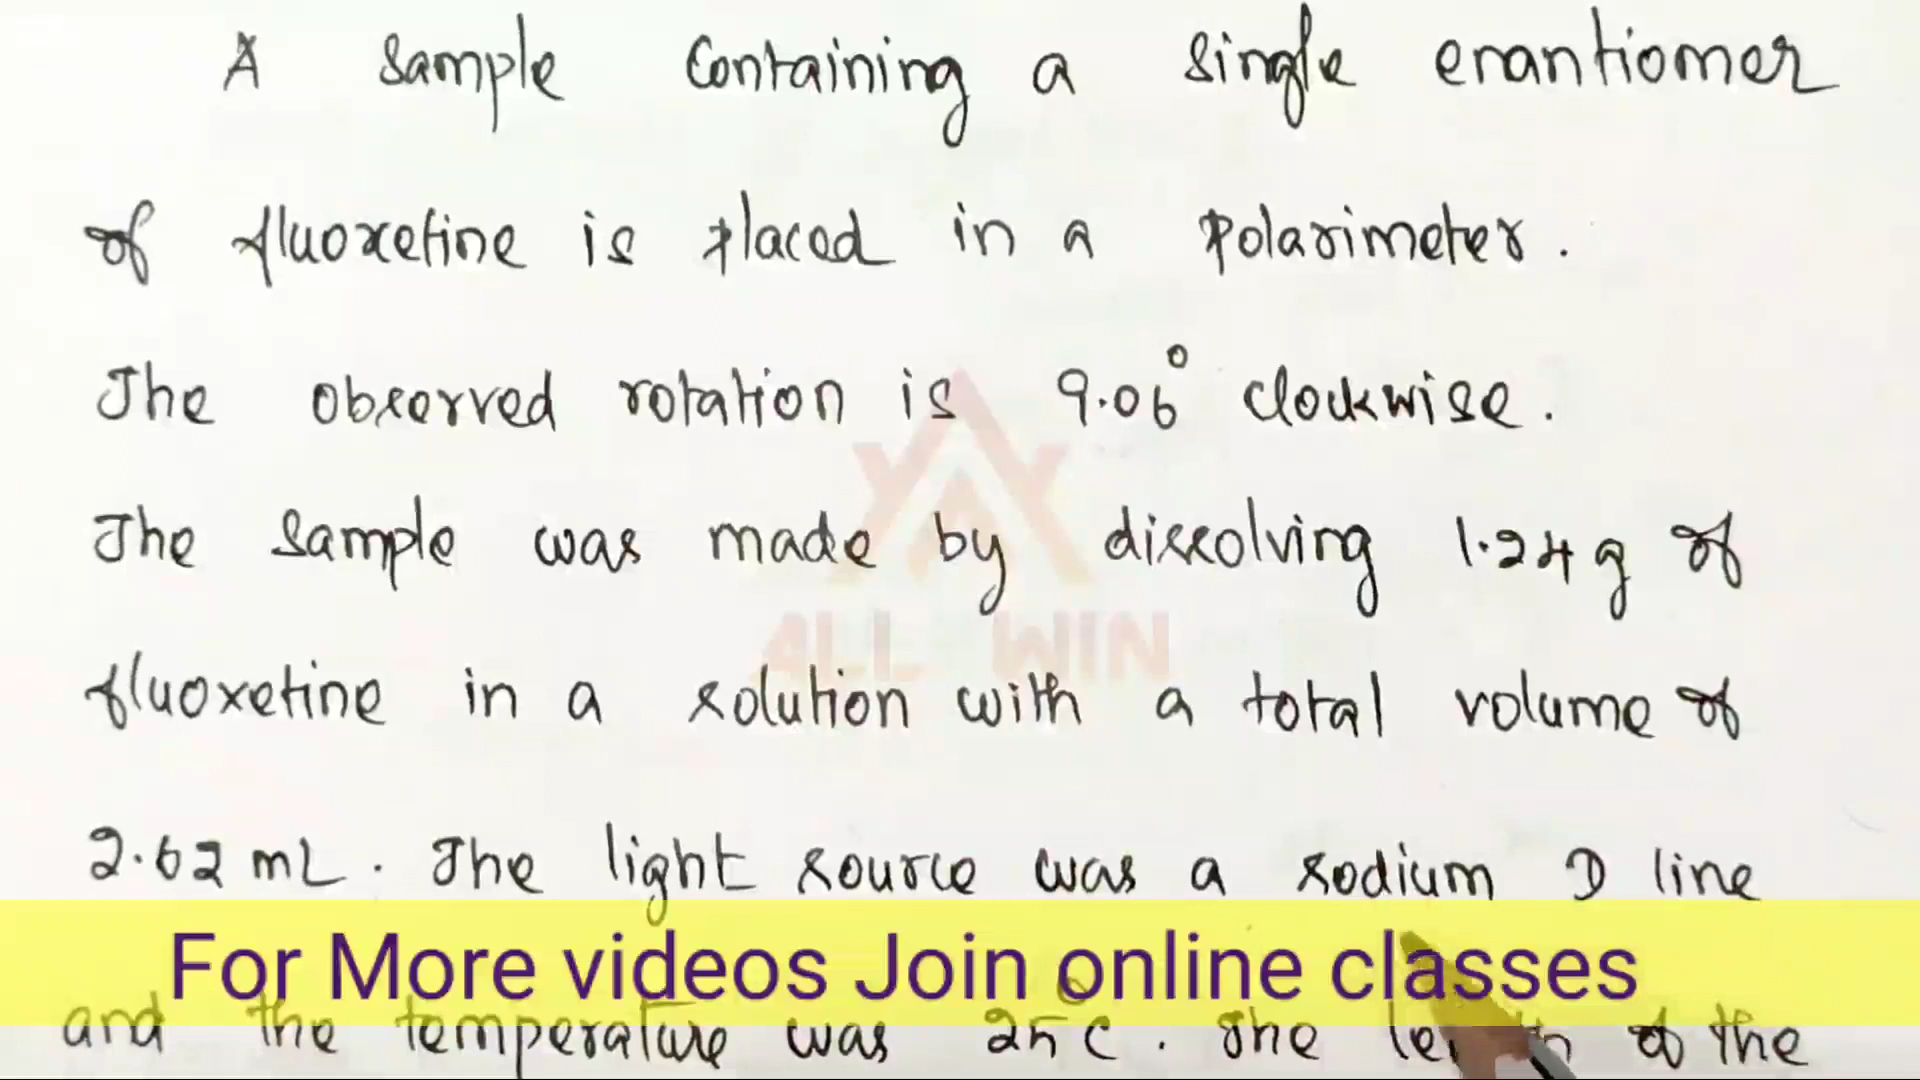 A sample containing a single enantiomer
of fluoxetine is placed in a polarimeter.
The observed rotation is 9.06° clockwise.
The sample was made by dissolving 1.24 g of
fluoxetine in a solution with a total volume of
ALL WIN
2.62 mL. The light source was a sodium D line
For More videos Join online classes
and the temperature was 25°C. The of the